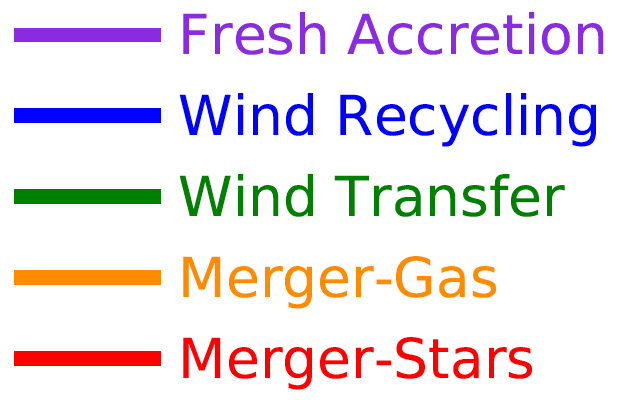 Fresh Accretion
Wind Recycling
Wind Transfer
Merger-Gas
Merger-Stars